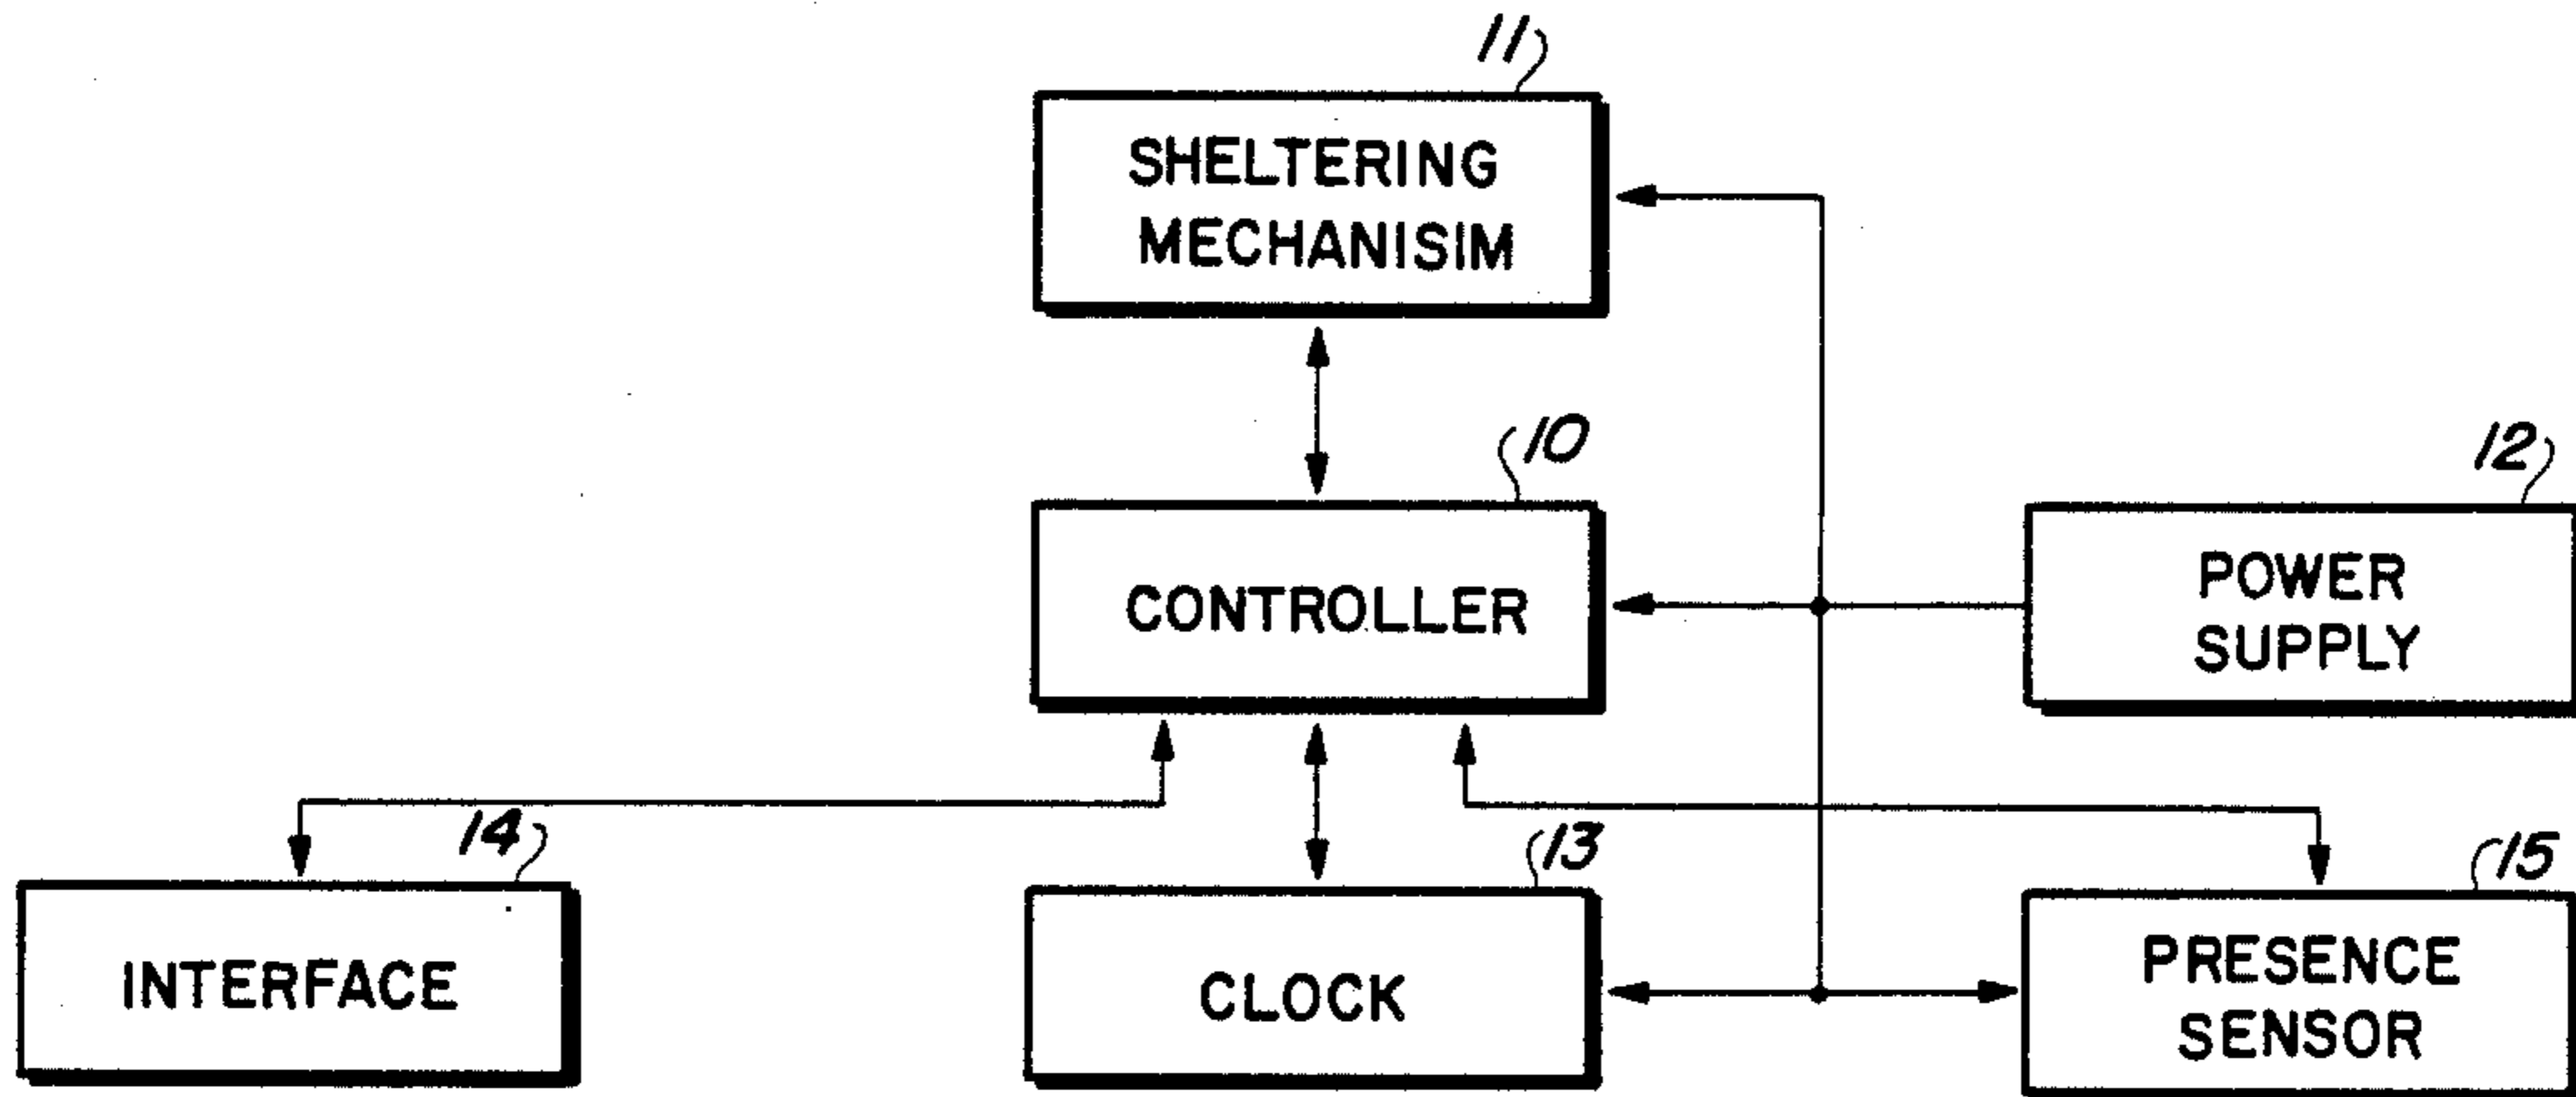 11
SHELTERING
MECHANISIM
10
CONTROLLER
12
POWER
SUPPLY
14
INTERFACE
13
CLOCK
15
PRESENCE
SENSOR